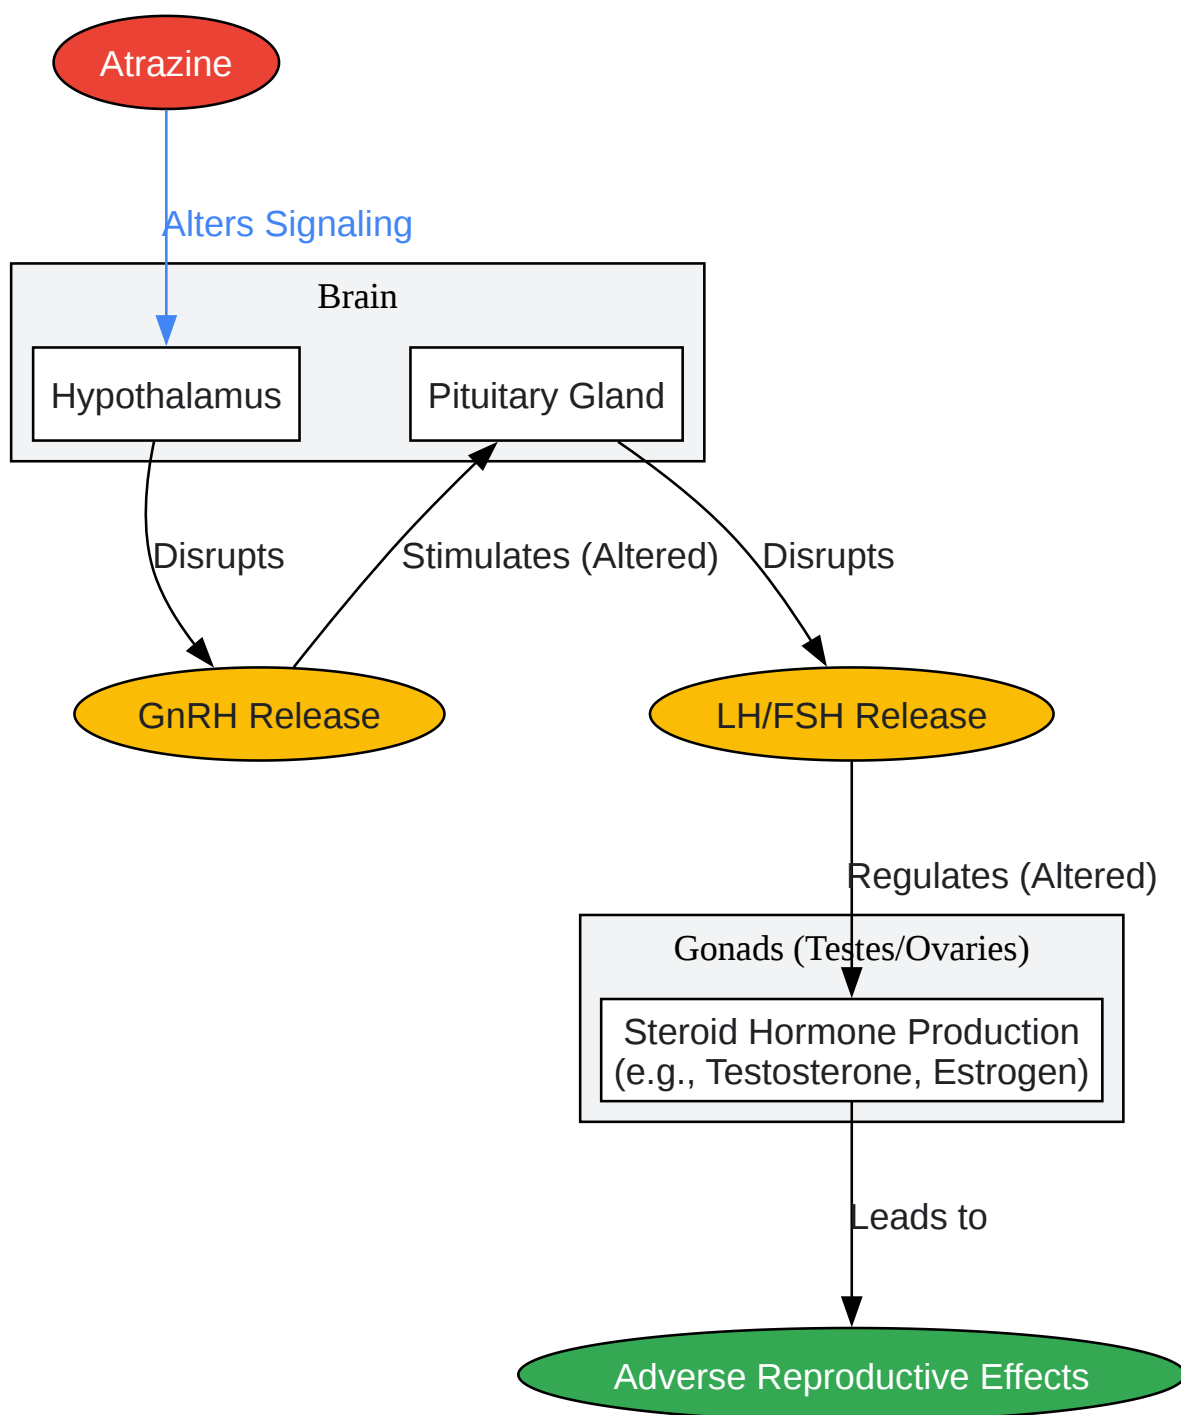 Atrazine
Alters Signaling
Brain
Hypothalamus
Pituitary Gland
Disrupts
Stimulates (Altered)
Disrupts
GnRH Release
LH/FSH Release
Regulates (Altered)
Gonads (Testes/Ovaries)
Steroid Hormone Production
(e.g., Testosterone, Estrogen)
Leads to
Adverse Reproductive Effects